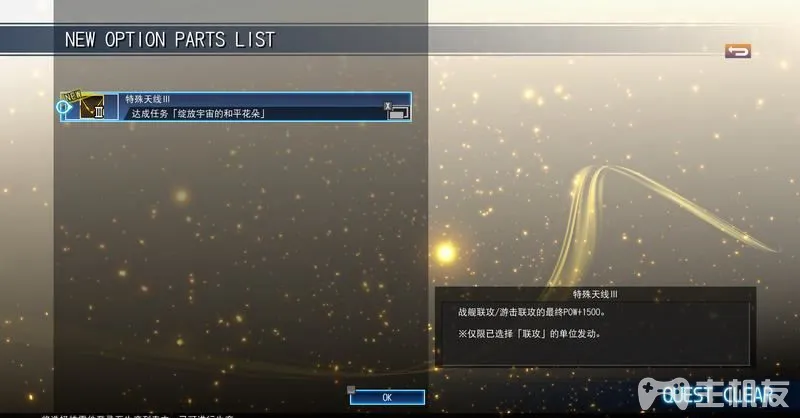 NEW OPTION PARTS LIST
NEW
特殊天线Ⅲ
Ⅲ
达成任务「绽放宇宙的和平花朵」
X
特殊天线Ⅲ
战舰联攻/游击联攻的最终POW+1500。
※仅限已选择「联攻」的单位发动。
OK
QUEST CLEAR
主机友